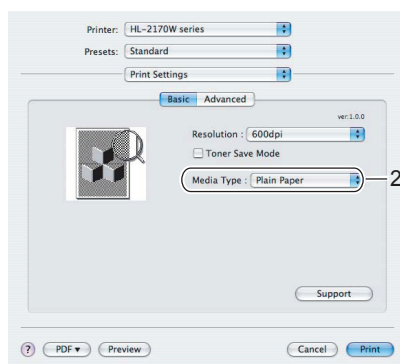 Printer: HL-2170W series
Presets: Standard
Print Settings
Basic Advanced
ver:1.0.0
Resolution : 600dpi
Toner Save Mode
Media Type : Plain Paper 2
Support
? PDF ▼ Preview Cancel Print